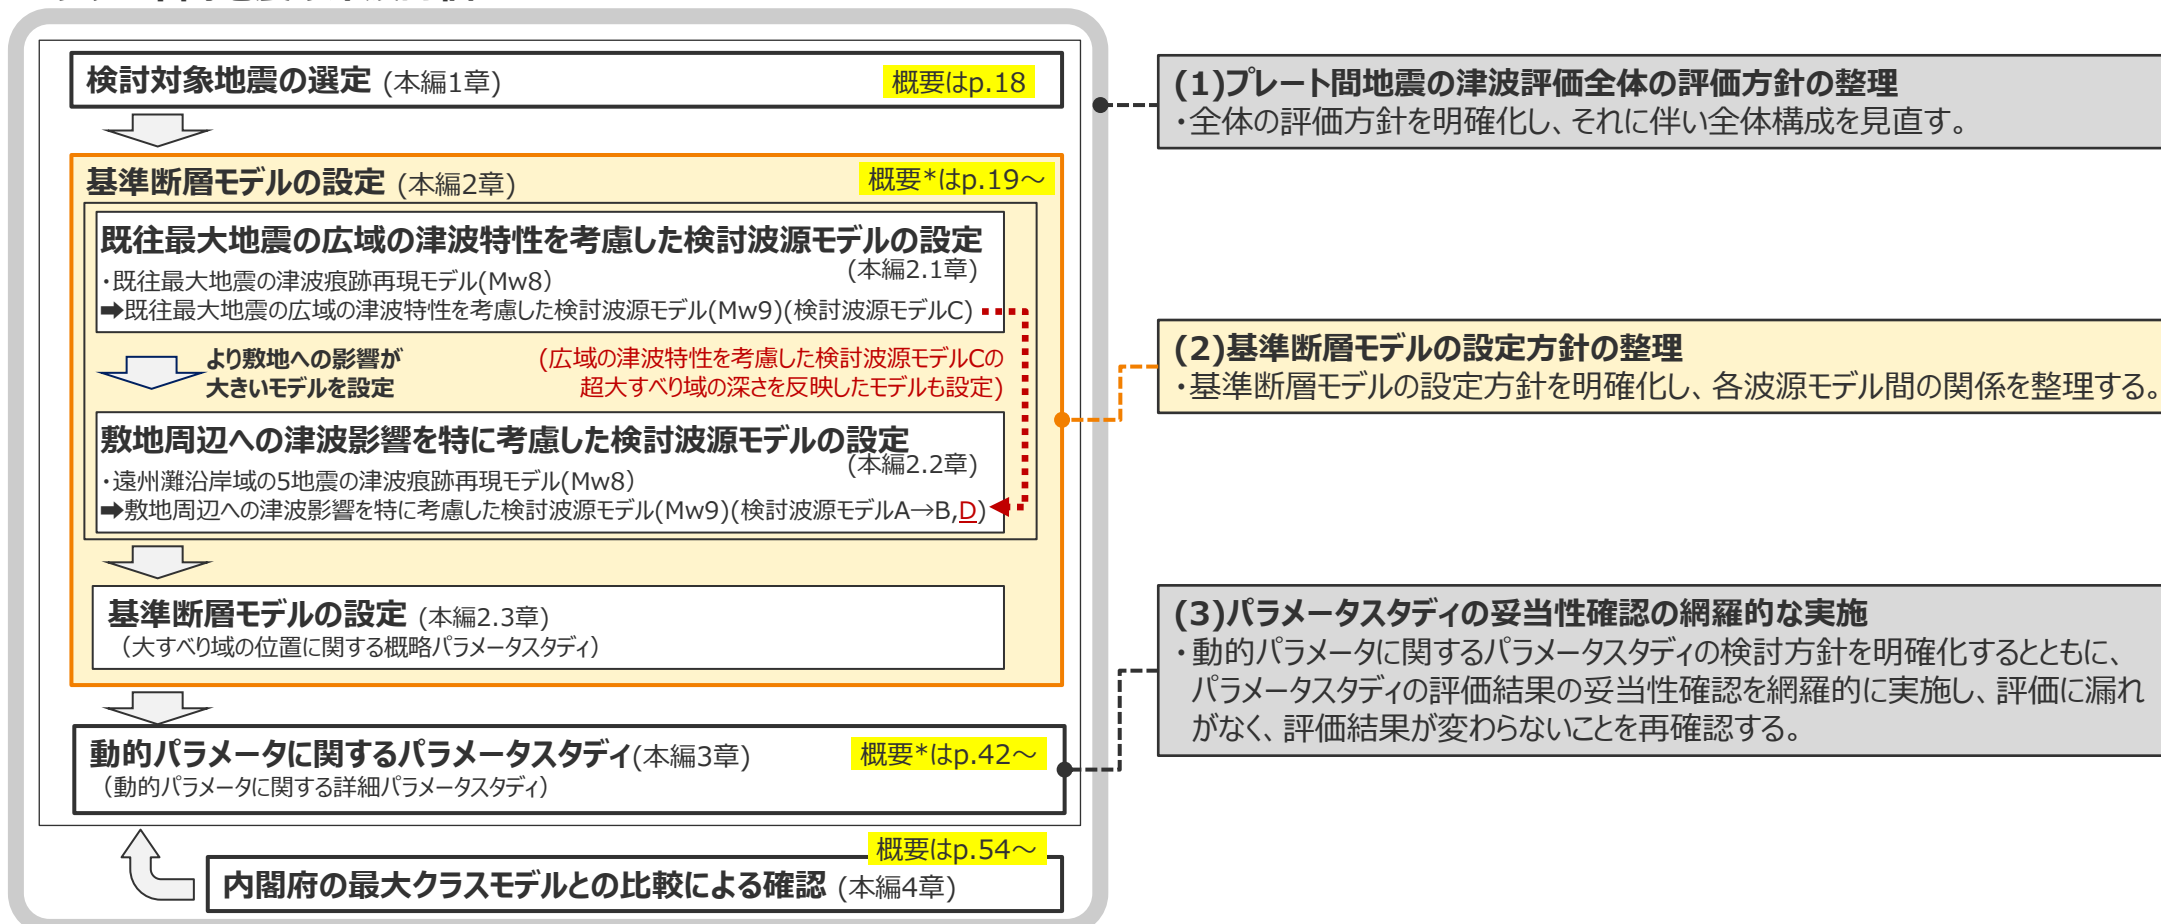 検討対象地震の選定 (本編1章)
概要はp.18
基準断層モデルの設定 (本編2章)
概要*はp.19～
既往最大地震の広域の津波特性を考慮した検討波源モデルの設定
(本編2.1章)
・既往最大地震の津波痕跡再現モデル(Mw8)
➡既往最大地震の広域の津波特性を考慮した検討波源モデル(Mw9)(検討波源モデルC)
より敷地への影響が
大きいモデルを設定
(広域の津波特性を考慮した検討波源モデルCの
超大すべり域の深さを反映したモデルも設定)
敷地周辺への津波影響を特に考慮した検討波源モデルの設定
(本編2.2章)
・遠州灘沿岸域の5地震の津波痕跡再現モデル(Mw8)
➡敷地周辺への津波影響を特に考慮した検討波源モデル(Mw9)(検討波源モデルA→B,D)
基準断層モデルの設定 (本編2.3章)
（大すべり域の位置に関する概略パラメータスタディ）
動的パラメータに関するパラメータスタディ(本編3章)
概要*はp.42～
（動的パラメータに関する詳細パラメータスタディ）
概要はp.54～
内閣府の最大クラスモデルとの比較による確認 (本編4章)
(1)プレート間地震の津波評価全体の評価方針の整理
・全体の評価方針を明確化し、それに伴い全体構成を見直す。
(2)基準断層モデルの設定方針の整理
・基準断層モデルの設定方針を明確化し、各波源モデル間の関係を整理する。
(3)パラメータスタディの妥当性確認の網羅的な実施
・動的パラメータに関するパラメータスタディの検討方針を明確化するとともに、
パラメータスタディの評価結果の妥当性確認を網羅的に実施し、評価に漏れ
がなく、評価結果が変わらないことを再確認する。